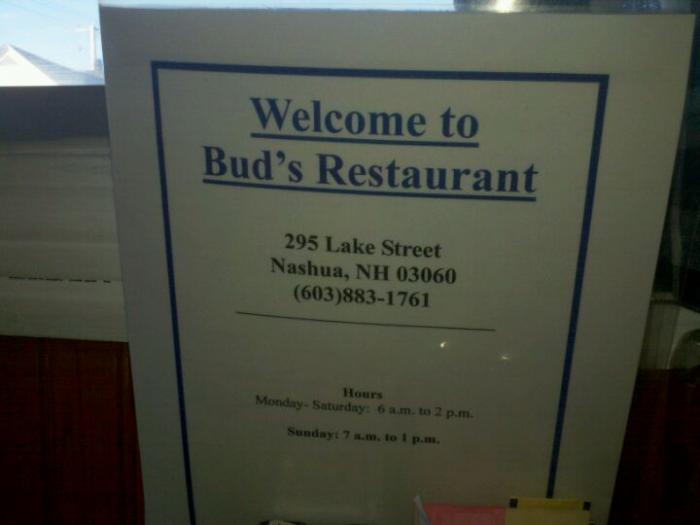 Welcome to
Bud's Restaurant
295 Lake Street
Nashua, NH 03060
(603)883-1761
Hours
Monday- Saturday: 6 a.m. to 2 p.m.
Sunday: 7 a.m. to 1 p.m.